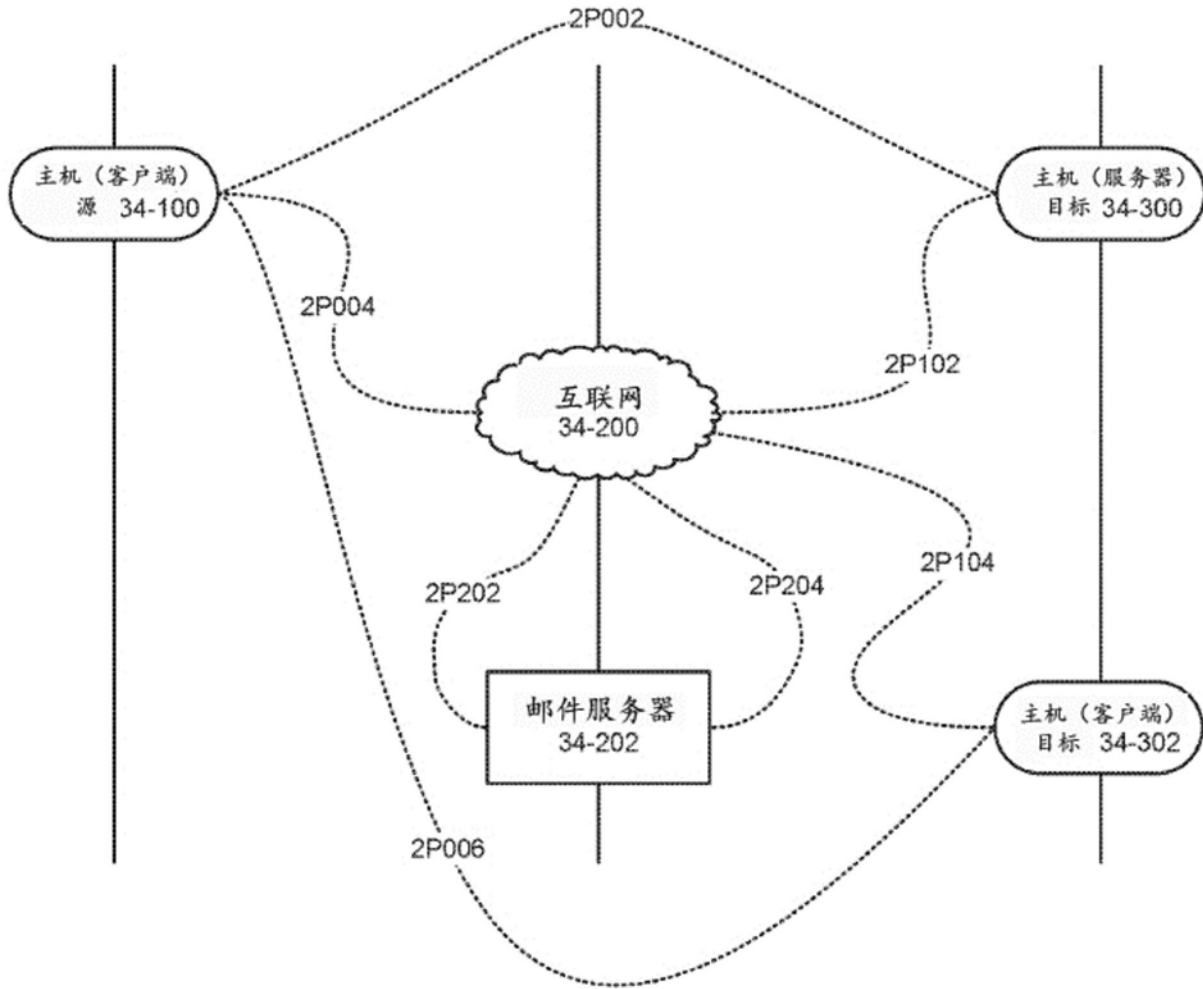 2P002
主机（客户端）
源 34-100
主机（服务器）
目标 34-300
2P004
2P102
互联网
34-200
2P104
2P202
2P204
邮件服务器
34-202
主机（客户端）
目标 34-302
2P006